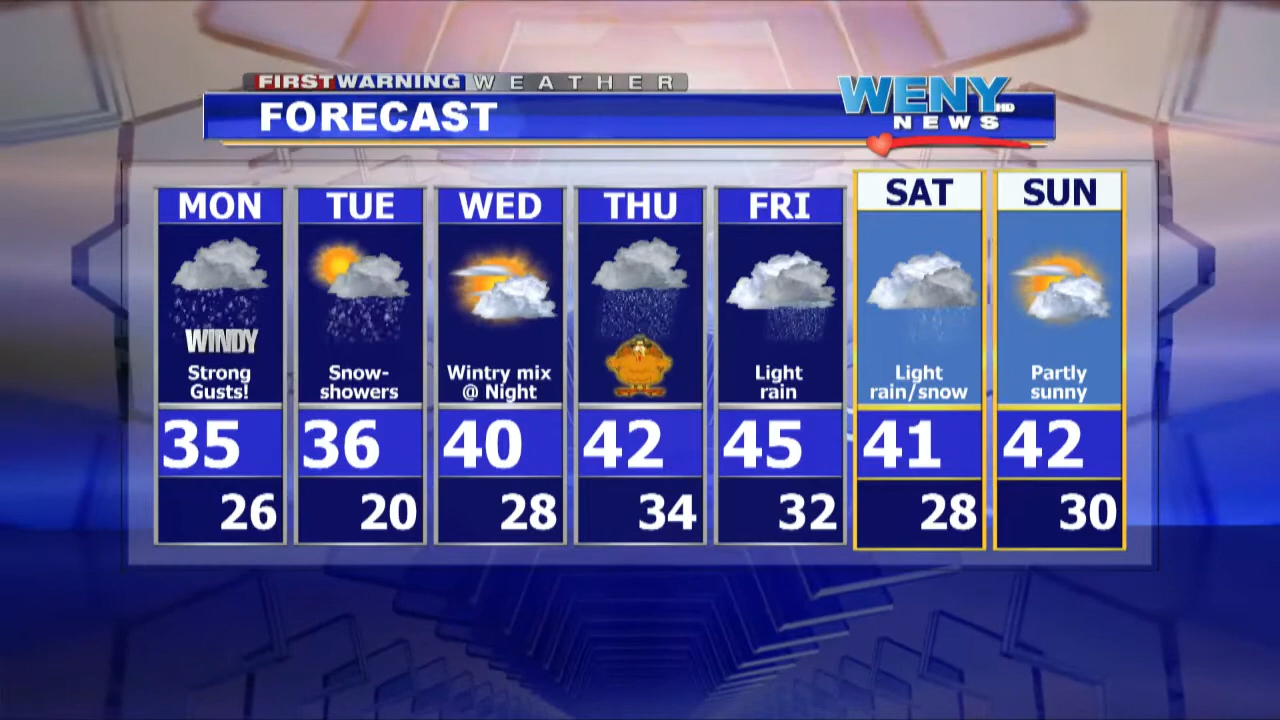 FIRST WARNING WEATHER
FORECAST
WENY HD
NEWS
MON TUE WED THU FRI SAT SUN
WINDY
Strong
Gusts!
Snow-
showers
Wintry mix
@ Night
Light
rain
Light
rain/snow
Partly
sunny
35 36 40 42 45 41 42
26 20 28 34 32 28 30